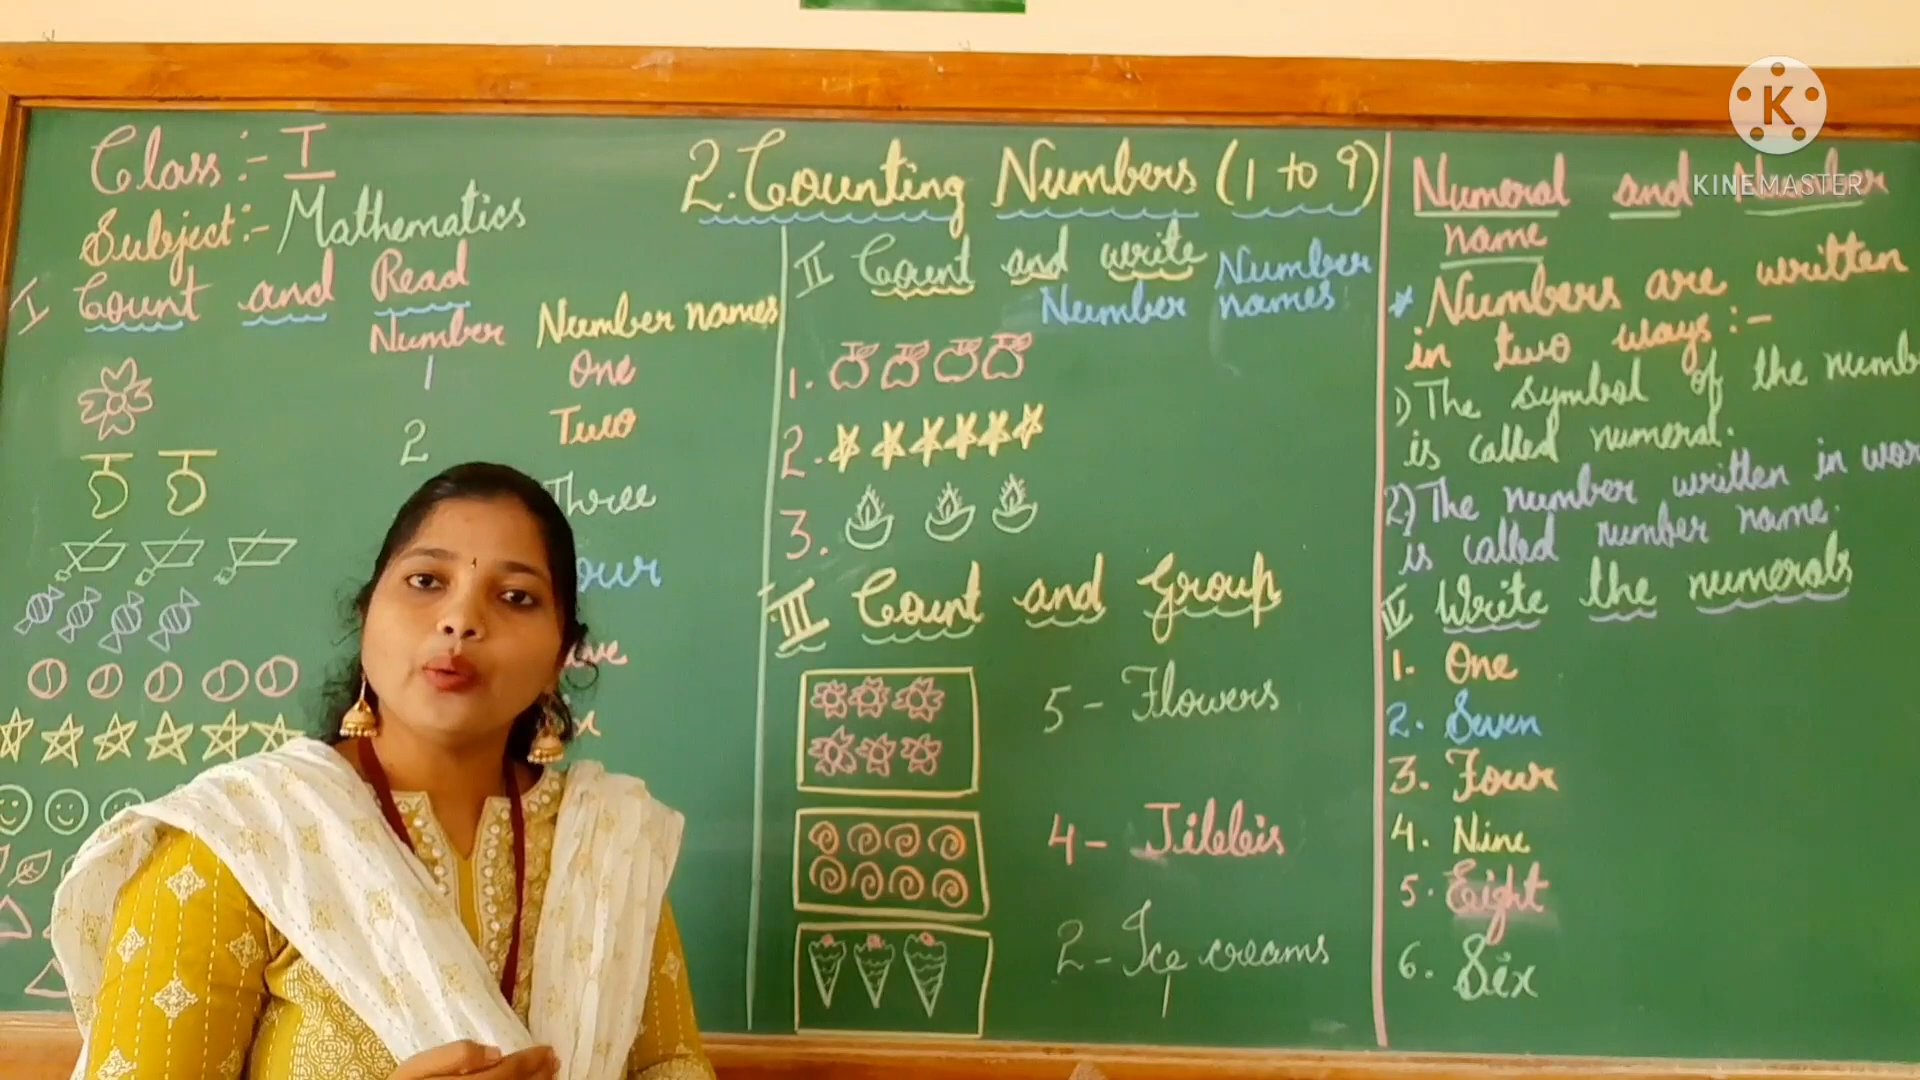 Class :- I
Subject :- Mathematics
I Count and Read
Number Number names
1 One
2 Two
Three
2. Counting Numbers (1 to 9)
II Count and write
Number Number names
1.
2.
3.
III Count and Group
5 - Flowers
4 - Jilebis
2 - Ice creams
Numeral and
name
* Numbers are written
in two ways :-
1) The symbol of the numb
is called numeral.
2) The number written in wor
is called number name.
IV Write the numerals
1. One
2. Seven
3. Four
4. Nine
5. Eight
6. Six
K
KINEMASTER